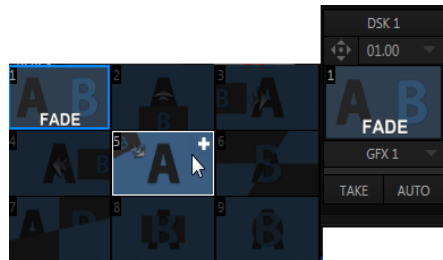 DSK 1
01.00
1 A B
FADE
GFX 1
TAKE AUTO
1 A B
FADE
2 A B
3 B A
4 A B
5 A
6 B
7 A B
8 B
9 B